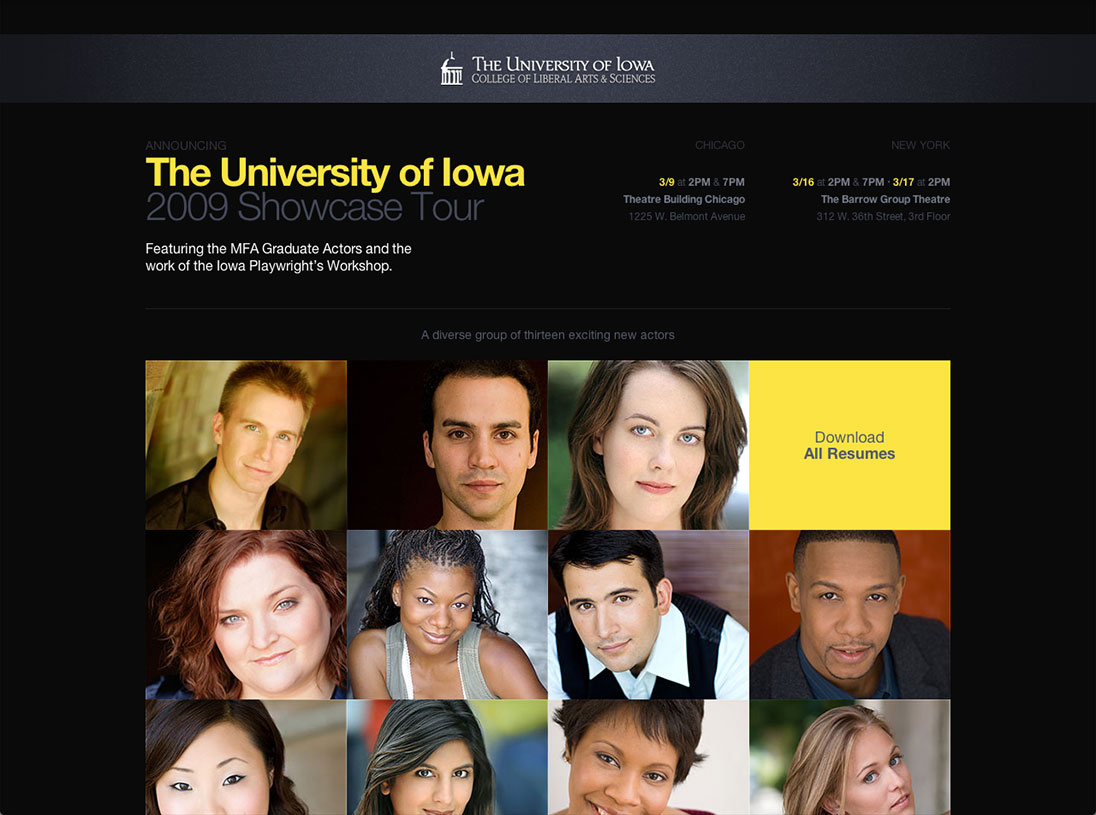 THE UNIVERSITY OF IOWA
COLLEGE OF LIBERAL ARTS & SCIENCES
ANNOUNCING
The University of Iowa
2009 Showcase Tour
Featuring the MFA Graduate Actors and the
work of the Iowa Playwright's Workshop.
CHICAGO
3/9 at 2PM & 7PM
Theatre Building Chicago
1225 W. Belmont Avenue
NEW YORK
3/16 at 2PM & 7PM · 3/17 at 2PM
The Barrow Group Theatre
312 W. 36th Street, 3rd Floor
A diverse group of thirteen exciting new actors
Download
All Resumes